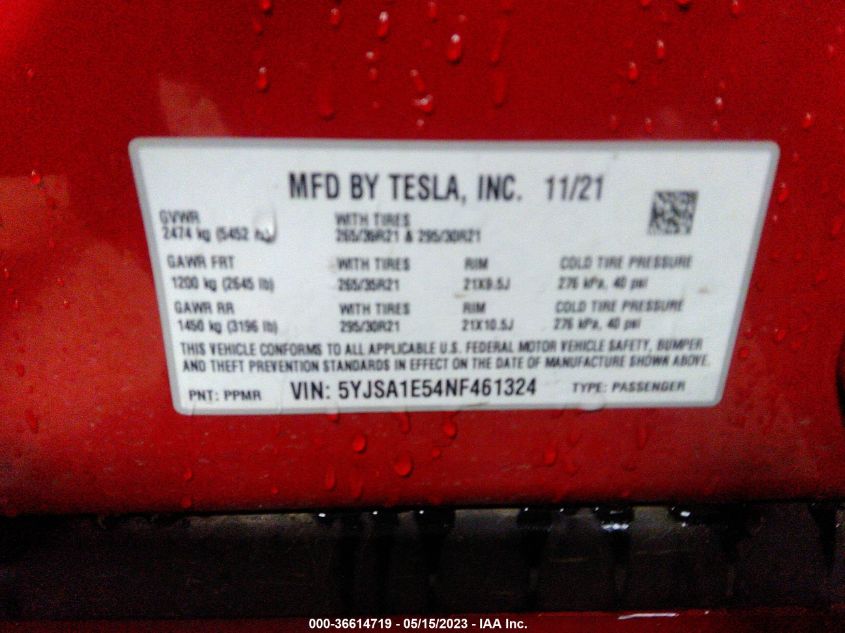 MFD BY TESLA, INC. 11/21
GVWR WITH TIRES
2474 kg (5452 lb) 265/35R21 & 295/30R21
GAWR FRT WITH TIRES RIM COLD TIRE PRESSURE
1200 kg (2645 lb) 265/35R21 21X9.5J 276 kPa, 40 psi
GAWR RR WITH TIRES RIM COLD TIRE PRESSURE
1450 kg (3196 lb) 295/30R21 21X10.5J 276 kPa, 40 psi
THIS VEHICLE CONFORMS TO ALL APPLICABLE U.S. FEDERAL MOTOR VEHICLE SAFETY, BUMPER
AND THEFT PREVENTION STANDARDS IN EFFECT ON THE DATE OF MANUFACTURE SHOWN ABOVE.
PNT: PPMR VIN: 5YJSA1E54NF461324 TYPE: PASSENGER
000-36614719 - 05/15/2023 - IAA Inc.